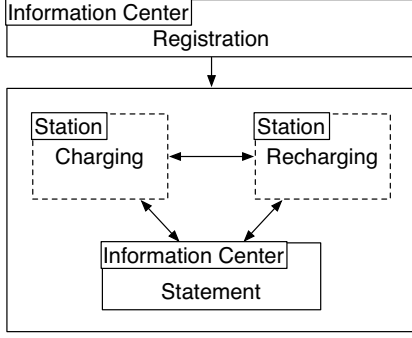 Information Center
Registration
Station
Charging
Station
Recharging
Information Center
Statement